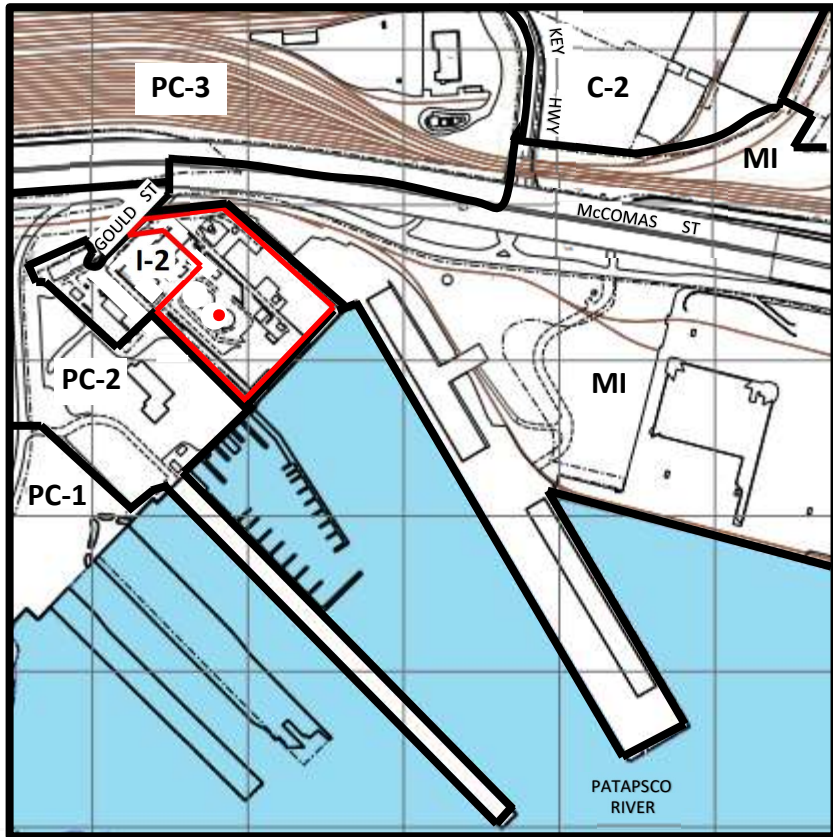 KEY HWY
PC-3
C-2
MI
GOULD ST
McCOMAS ST
I-2
PC-2
MI
PC-1
PATAPSCO
RIVER